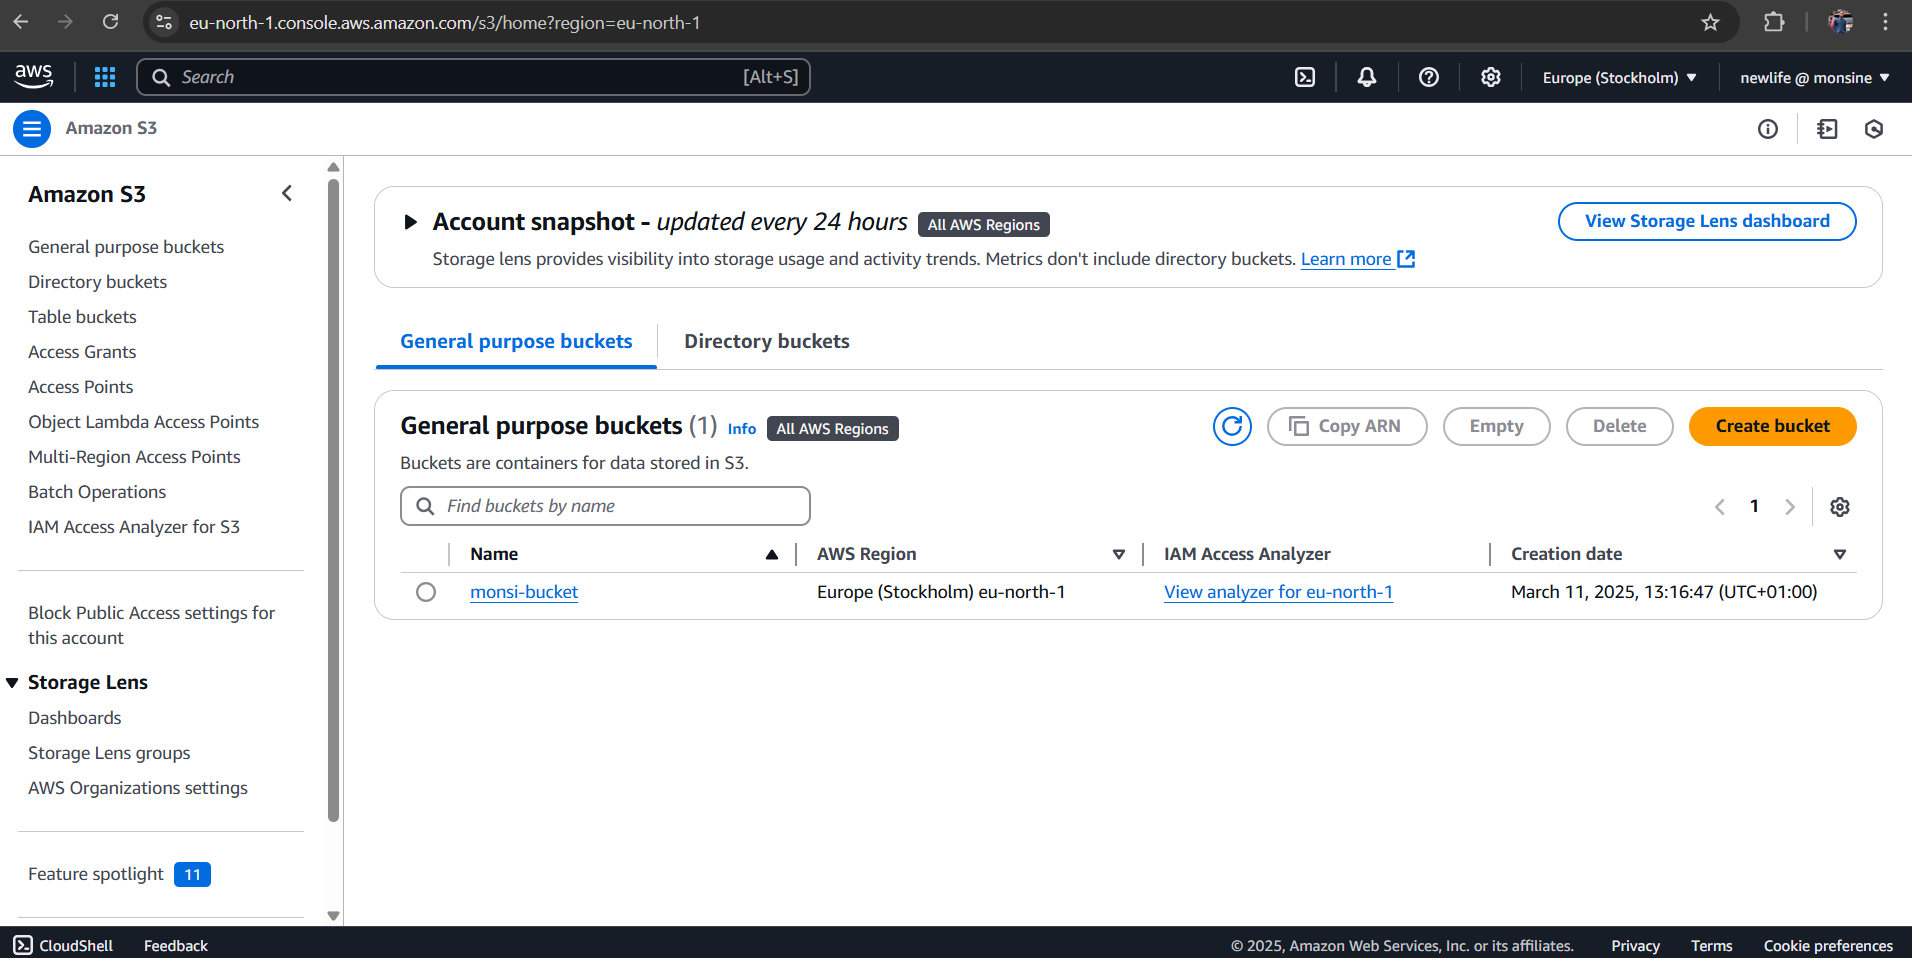 eu-north-1.console.aws.amazon.com/s3/home?region=eu-north-1
aws
Search
[Alt+S]
Europe (Stockholm)
newlife @ monsine
Amazon S3
Amazon S3
General purpose buckets
Directory buckets
Table buckets
Access Grants
Access Points
Object Lambda Access Points
Multi-Region Access Points
Batch Operations
IAM Access Analyzer for S3
Block Public Access settings for
this account
Storage Lens
Dashboards
Storage Lens groups
AWS Organizations settings
Feature spotlight 11
Account snapshot - updated every 24 hours All AWS Regions
View Storage Lens dashboard
Storage lens provides visibility into storage usage and activity trends. Metrics don't include directory buckets. Learn more
General purpose buckets
Directory buckets
General purpose buckets (1) Info All AWS Regions
Copy ARN
Empty
Delete
Create bucket
Buckets are containers for data stored in S3.
Find buckets by name
1
Name AWS Region IAM Access Analyzer Creation date
monsi-bucket Europe (Stockholm) eu-north-1 View analyzer for eu-north-1 March 11, 2025, 13:16:47 (UTC+01:00)
CloudShell Feedback © 2025, Amazon Web Services, Inc. or its affiliates. Privacy Terms Cookie preferences